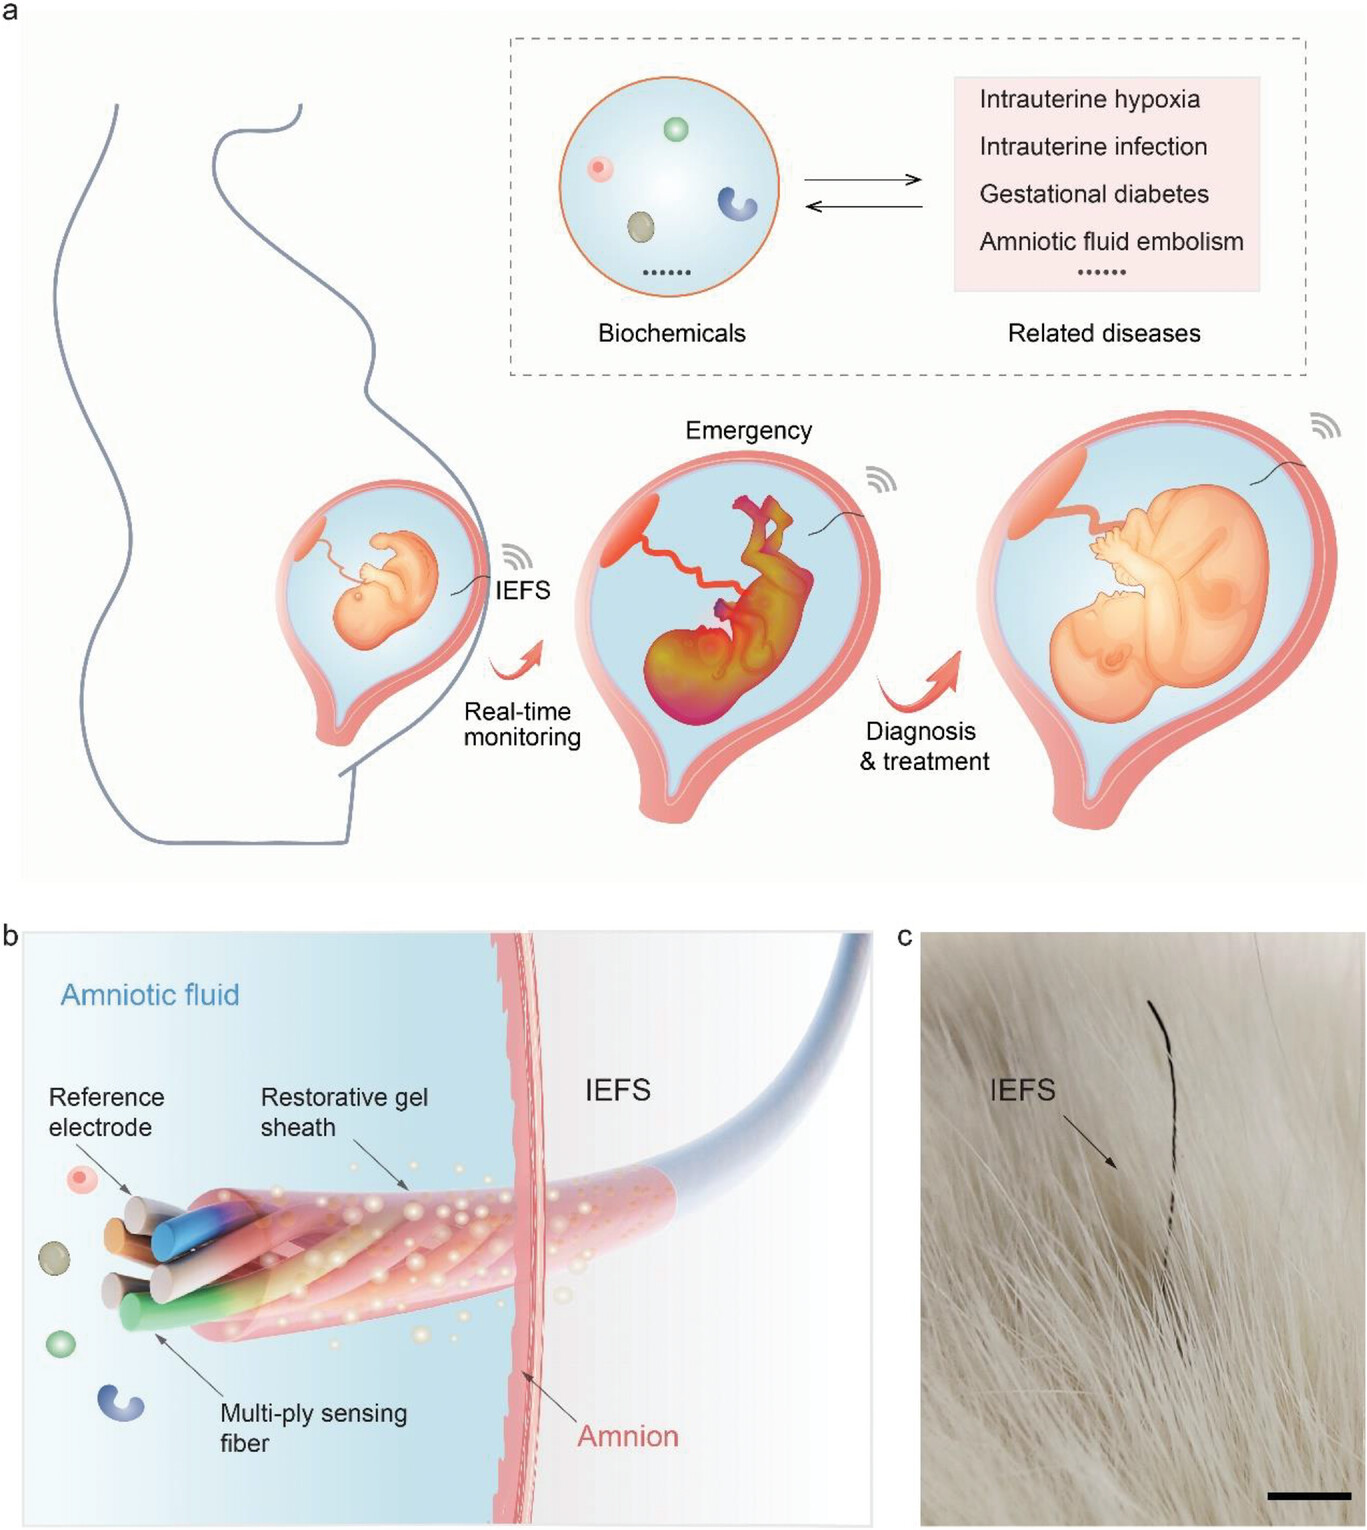 a
Intrauterine hypoxia
Intrauterine infection
Gestational diabetes
Amniotic fluid embolism
......
......
Biochemicals
Related diseases
Emergency
IEFS
Real-time
monitoring
Diagnosis
& treatment
b
Amniotic fluid
Reference
electrode
Restorative gel
sheath
IEFS
Multi-ply sensing
fiber
Amnion
c
IEFS